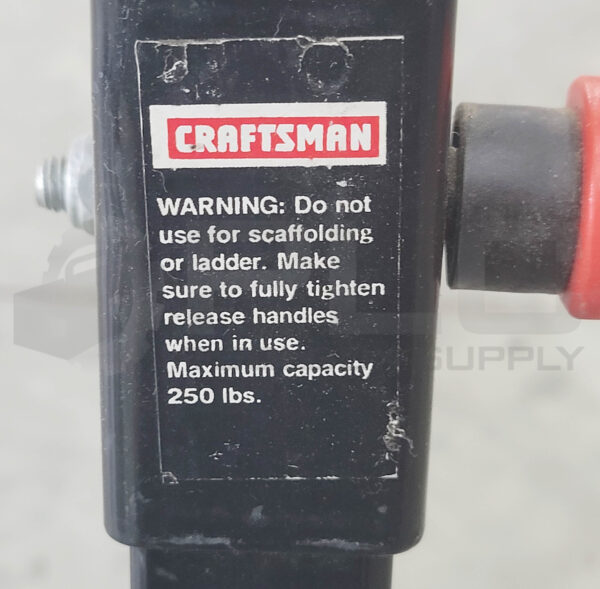 CRAFTSMAN
WARNING: Do not
use for scaffolding
or ladder. Make
sure to fully tighten
release handles
when in use.
Maximum capacity
250 lbs.
SUPPLY